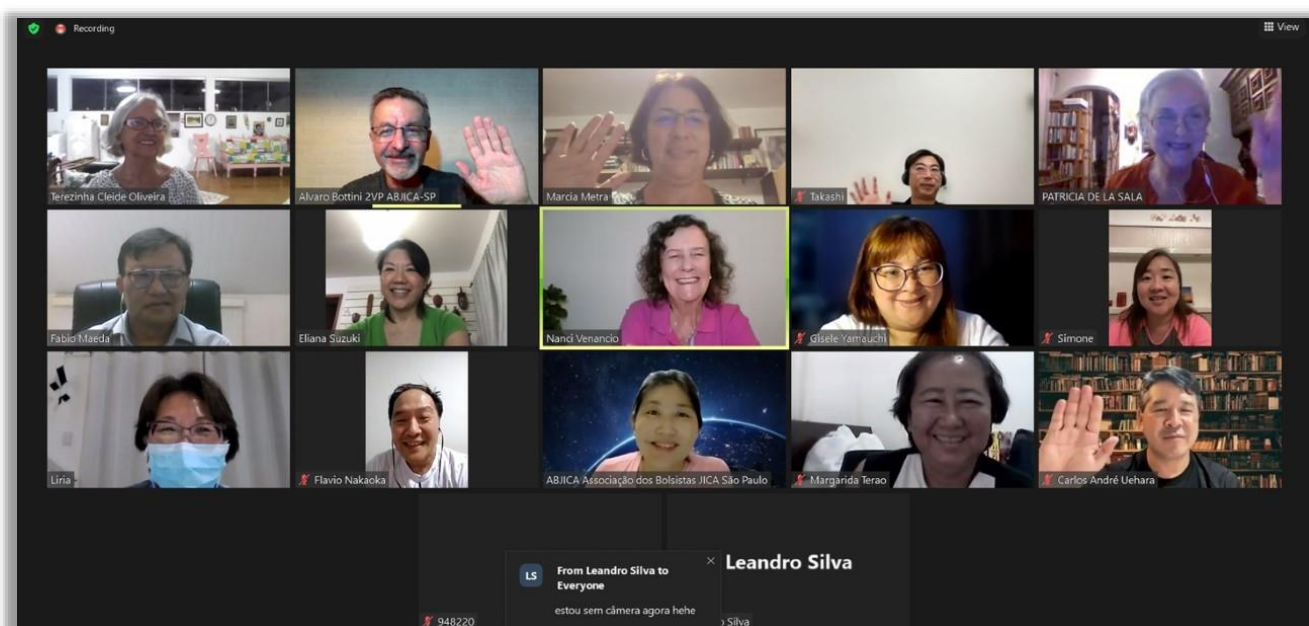 Recording
View
Terezinha Cleide Oliveira
Alvaro Bottini 2VP ABJICA-SP
Marcia Metra
Takashi
PATRICIA DE LA SALA
Fabio Maeda
Eliana Suzuki
Nanci Venancio
Gisele Yamauchi
Simone
Liria
Flavio Nakaoka
ABJICA Associação dos Bolsistas JICA São Paulo
Margarida Terao
Carlos André Uehara
LS
From Leandro Silva to
Everyone
estou sem câmera agora hehe
Leandro Silva
948220
Silva